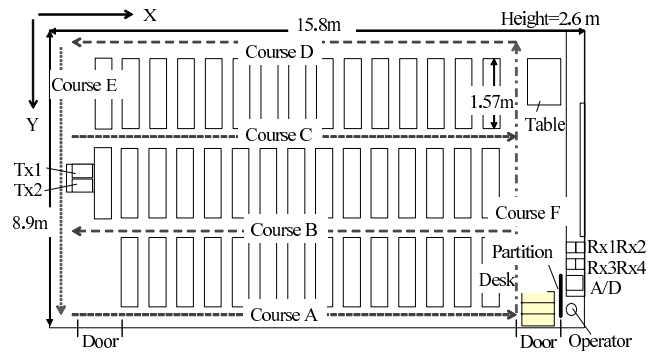 X
15.8m
Height=2.6 m
Course D
Course E
1.57m
Y
Table
Course C
Tx1
Tx2
Course F
8.9m
Course B
Partition
Rx1Rx2
Rx3Rx4
Desk
A/D
Course A
Door
Door
Operator